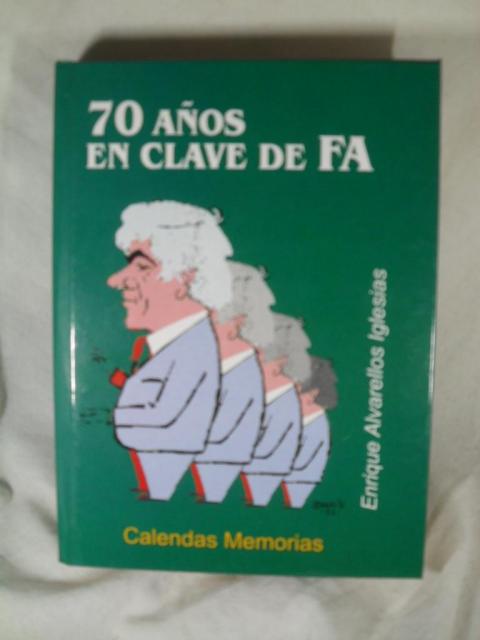 70 AÑOS
EN CLAVE DE FA
Enrique Alvarellos Iglesias
Calendas Memorias